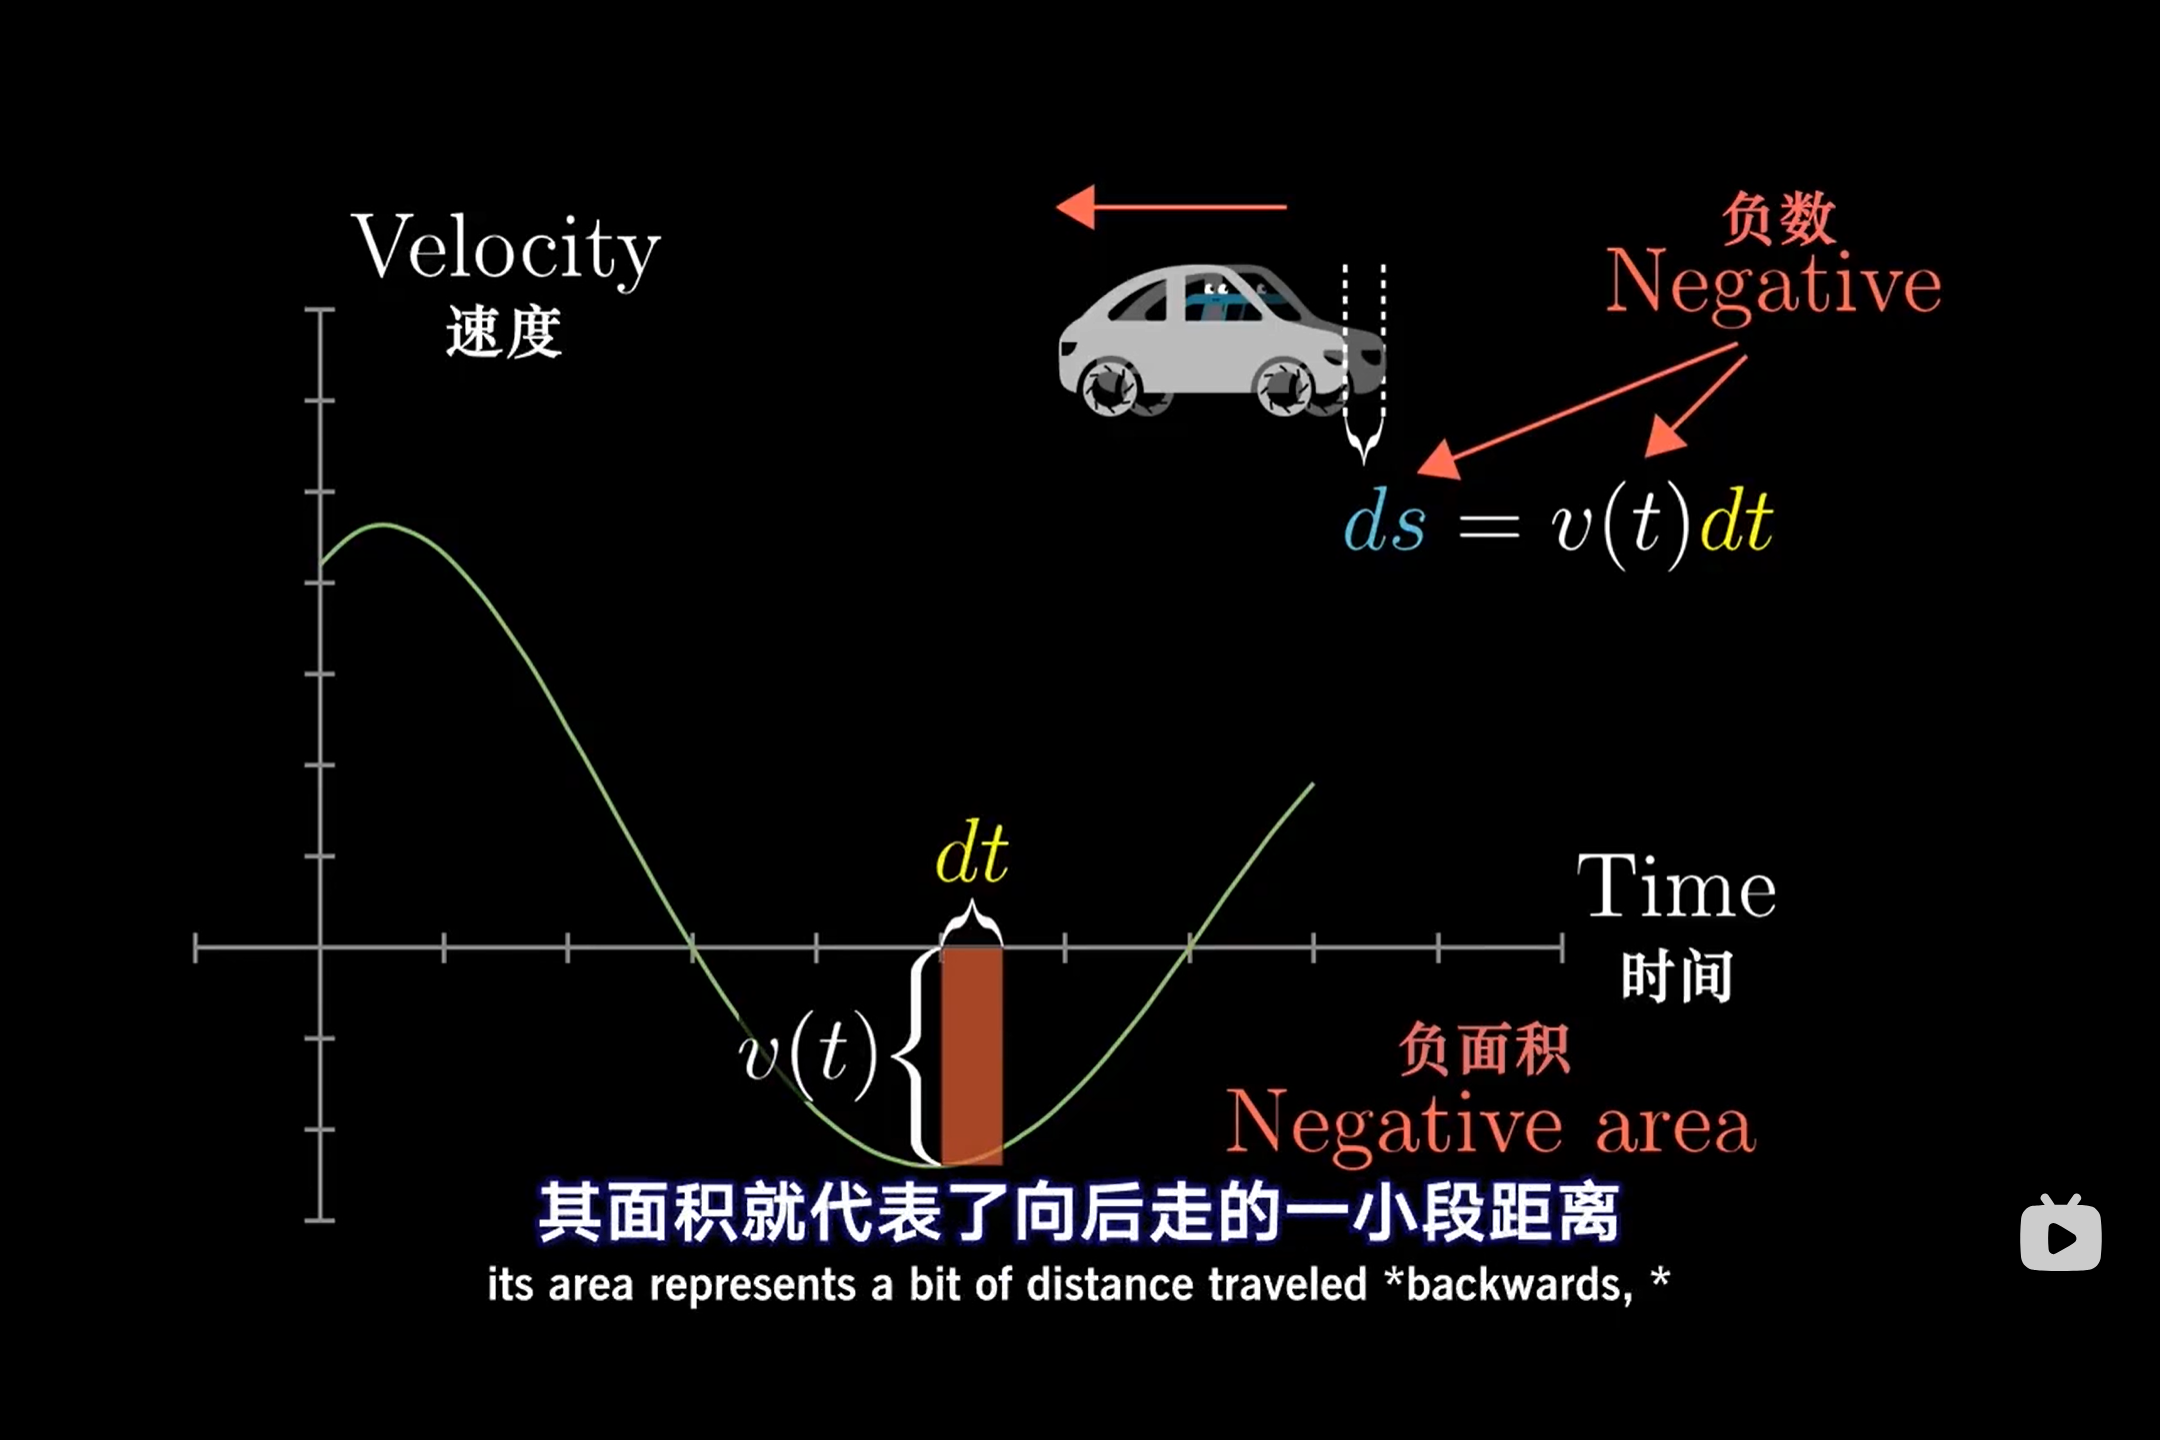 Velocity
速度
负数
Negative
ds = v(t)dt
dt
Time
时间
v(t)
负面积
Negative area
其面积就代表了向后走的一小段距离
its area represents a bit of distance traveled *backwards, *